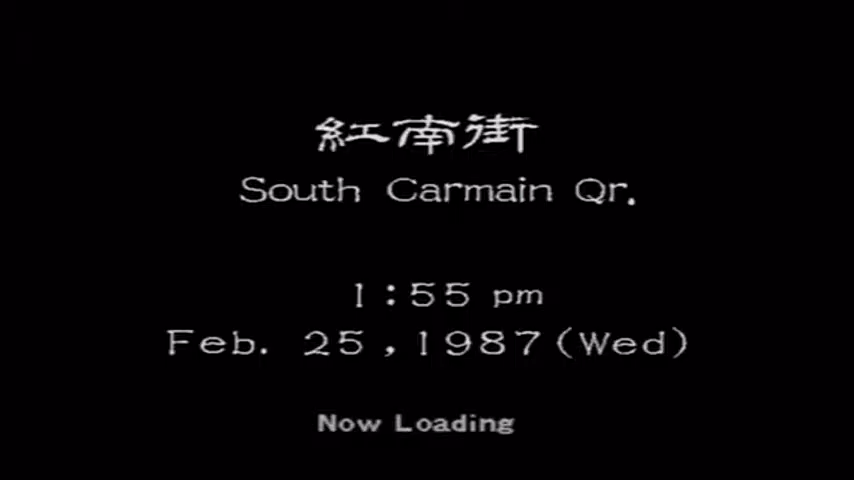 紅南街
South Carmain Qr.
1:55 pm
Feb. 25,1987(Wed)
Now Loading